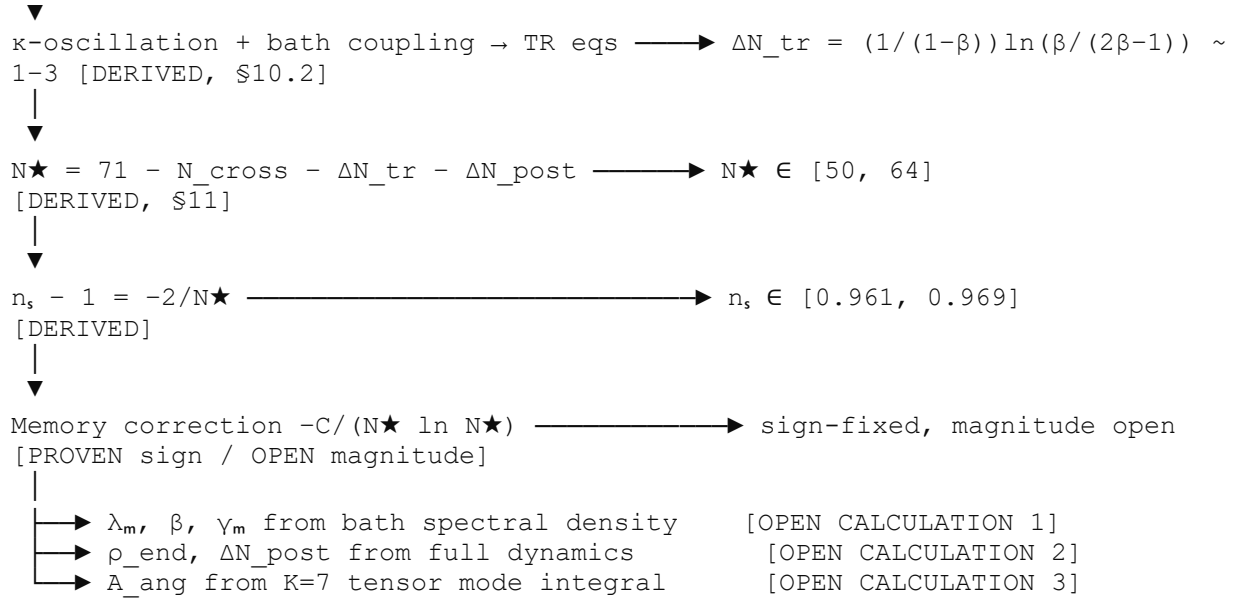 ▼
κ-oscillation + bath coupling → TR eqs ────► ΔN_tr = (1/(1−β))ln(β/(2β−1)) ~
1–3 [DERIVED, §10.2]
│
▼
N★ = 71 − N_cross − ΔN_tr − ΔN_post ──────► N★ ∈ [50, 64]
[DERIVED, §11]
│
▼
nₛ − 1 = −2/N★ ────────────────────────────► nₛ ∈ [0.961, 0.969]
[DERIVED]
│
▼
Memory correction −C/(N★ ln N★) ────────────► sign-fixed, magnitude open
[PROVEN sign / OPEN magnitude]
│
├──► λₘ, β, γₘ from bath spectral density [OPEN CALCULATION 1]
├──► ρ_end, ΔN_post from full dynamics [OPEN CALCULATION 2]
└──► A_ang from K=7 tensor mode integral [OPEN CALCULATION 3]